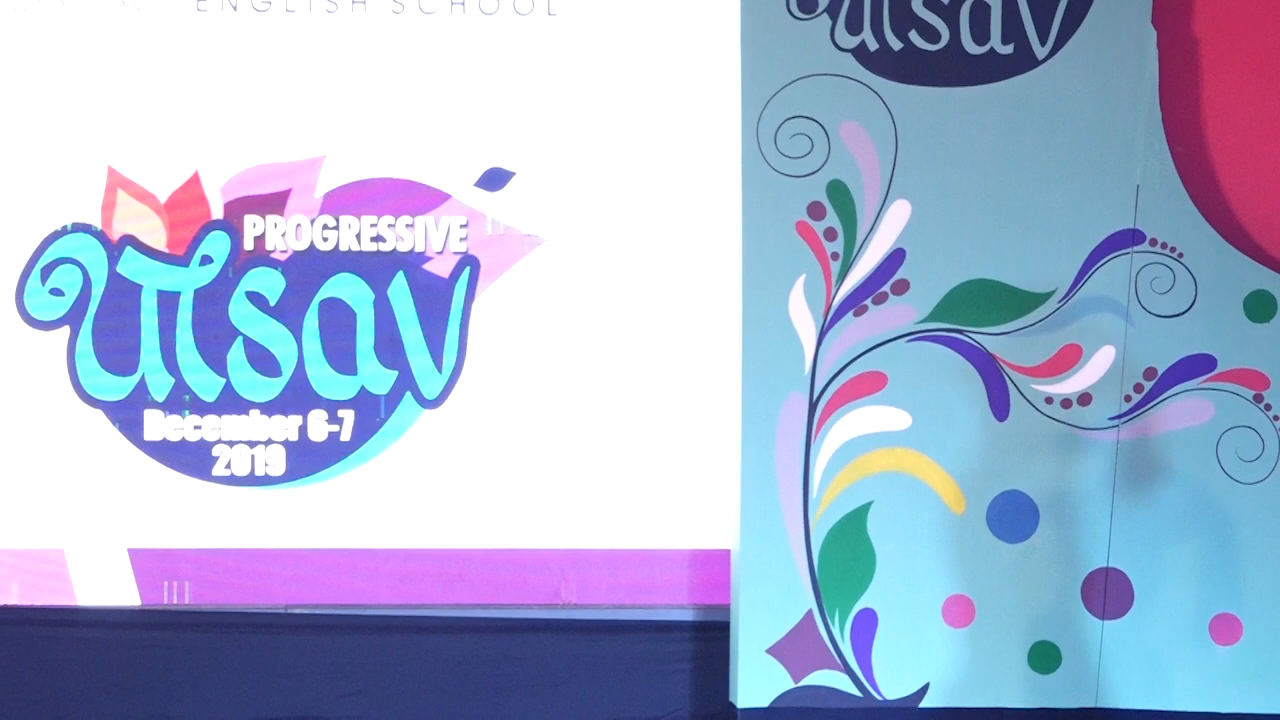 ENGLISH SCHOOL
PROGRESSIVE
Utsav
December 6-7
2019
Utsav